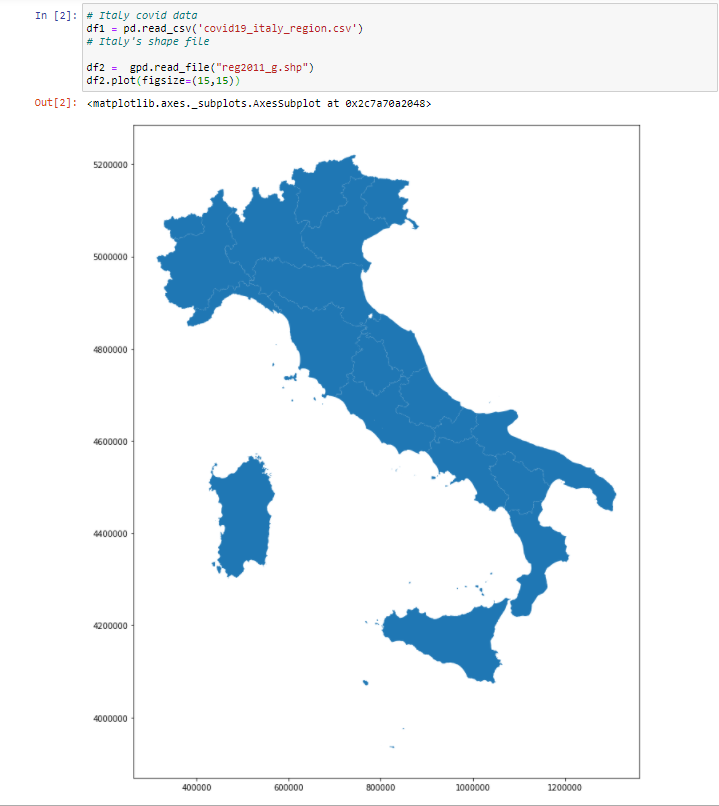 In [2]: # Italy covid data
df1 = pd.read_csv('covid19_italy_region.csv')
# Italy's shape file
df2 =  gpd.read_file("reg2011_g.shp")
df2.plot(figsize=(15,15))
Out[2]: <matplotlib.axes._subplots.AxesSubplot at 0x2c7a70a2048>
5200000
5000000
4800000
4600000
4400000
4200000
4000000
400000 600000 800000 1000000 1200000